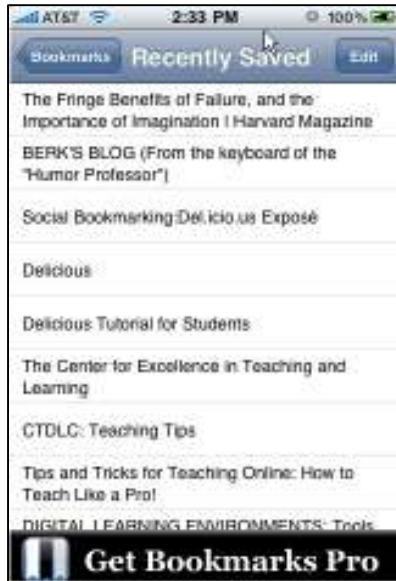 AT&T 2:33 PM 100%
Bookmarks Recently Saved Edit
The Fringe Benefits of Failure, and the
Importance of Imagination | Harvard Magazine
BERK'S BLOG (From the keyboard of the
"Humor Professor")
Social Bookmarking:Del.icio.us Exposé
Delicious
Delicious Tutorial for Students
The Center for Excellence in Teaching and
Learning
CTDLC: Teaching Tips
Tips and Tricks for Teaching Online: How to
Teach Like a Pro!
DIGITAL LEARNING ENVIRONMENTS: Tools
Get Bookmarks Pro